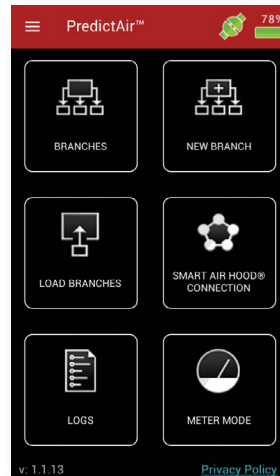 PredictAir™
78%
BRANCHES
NEW BRANCH
LOAD BRANCHES
SMART AIR HOOD®
CONNECTION
LOGS
METER MODE
v: 1.1.13
Privacy Policy